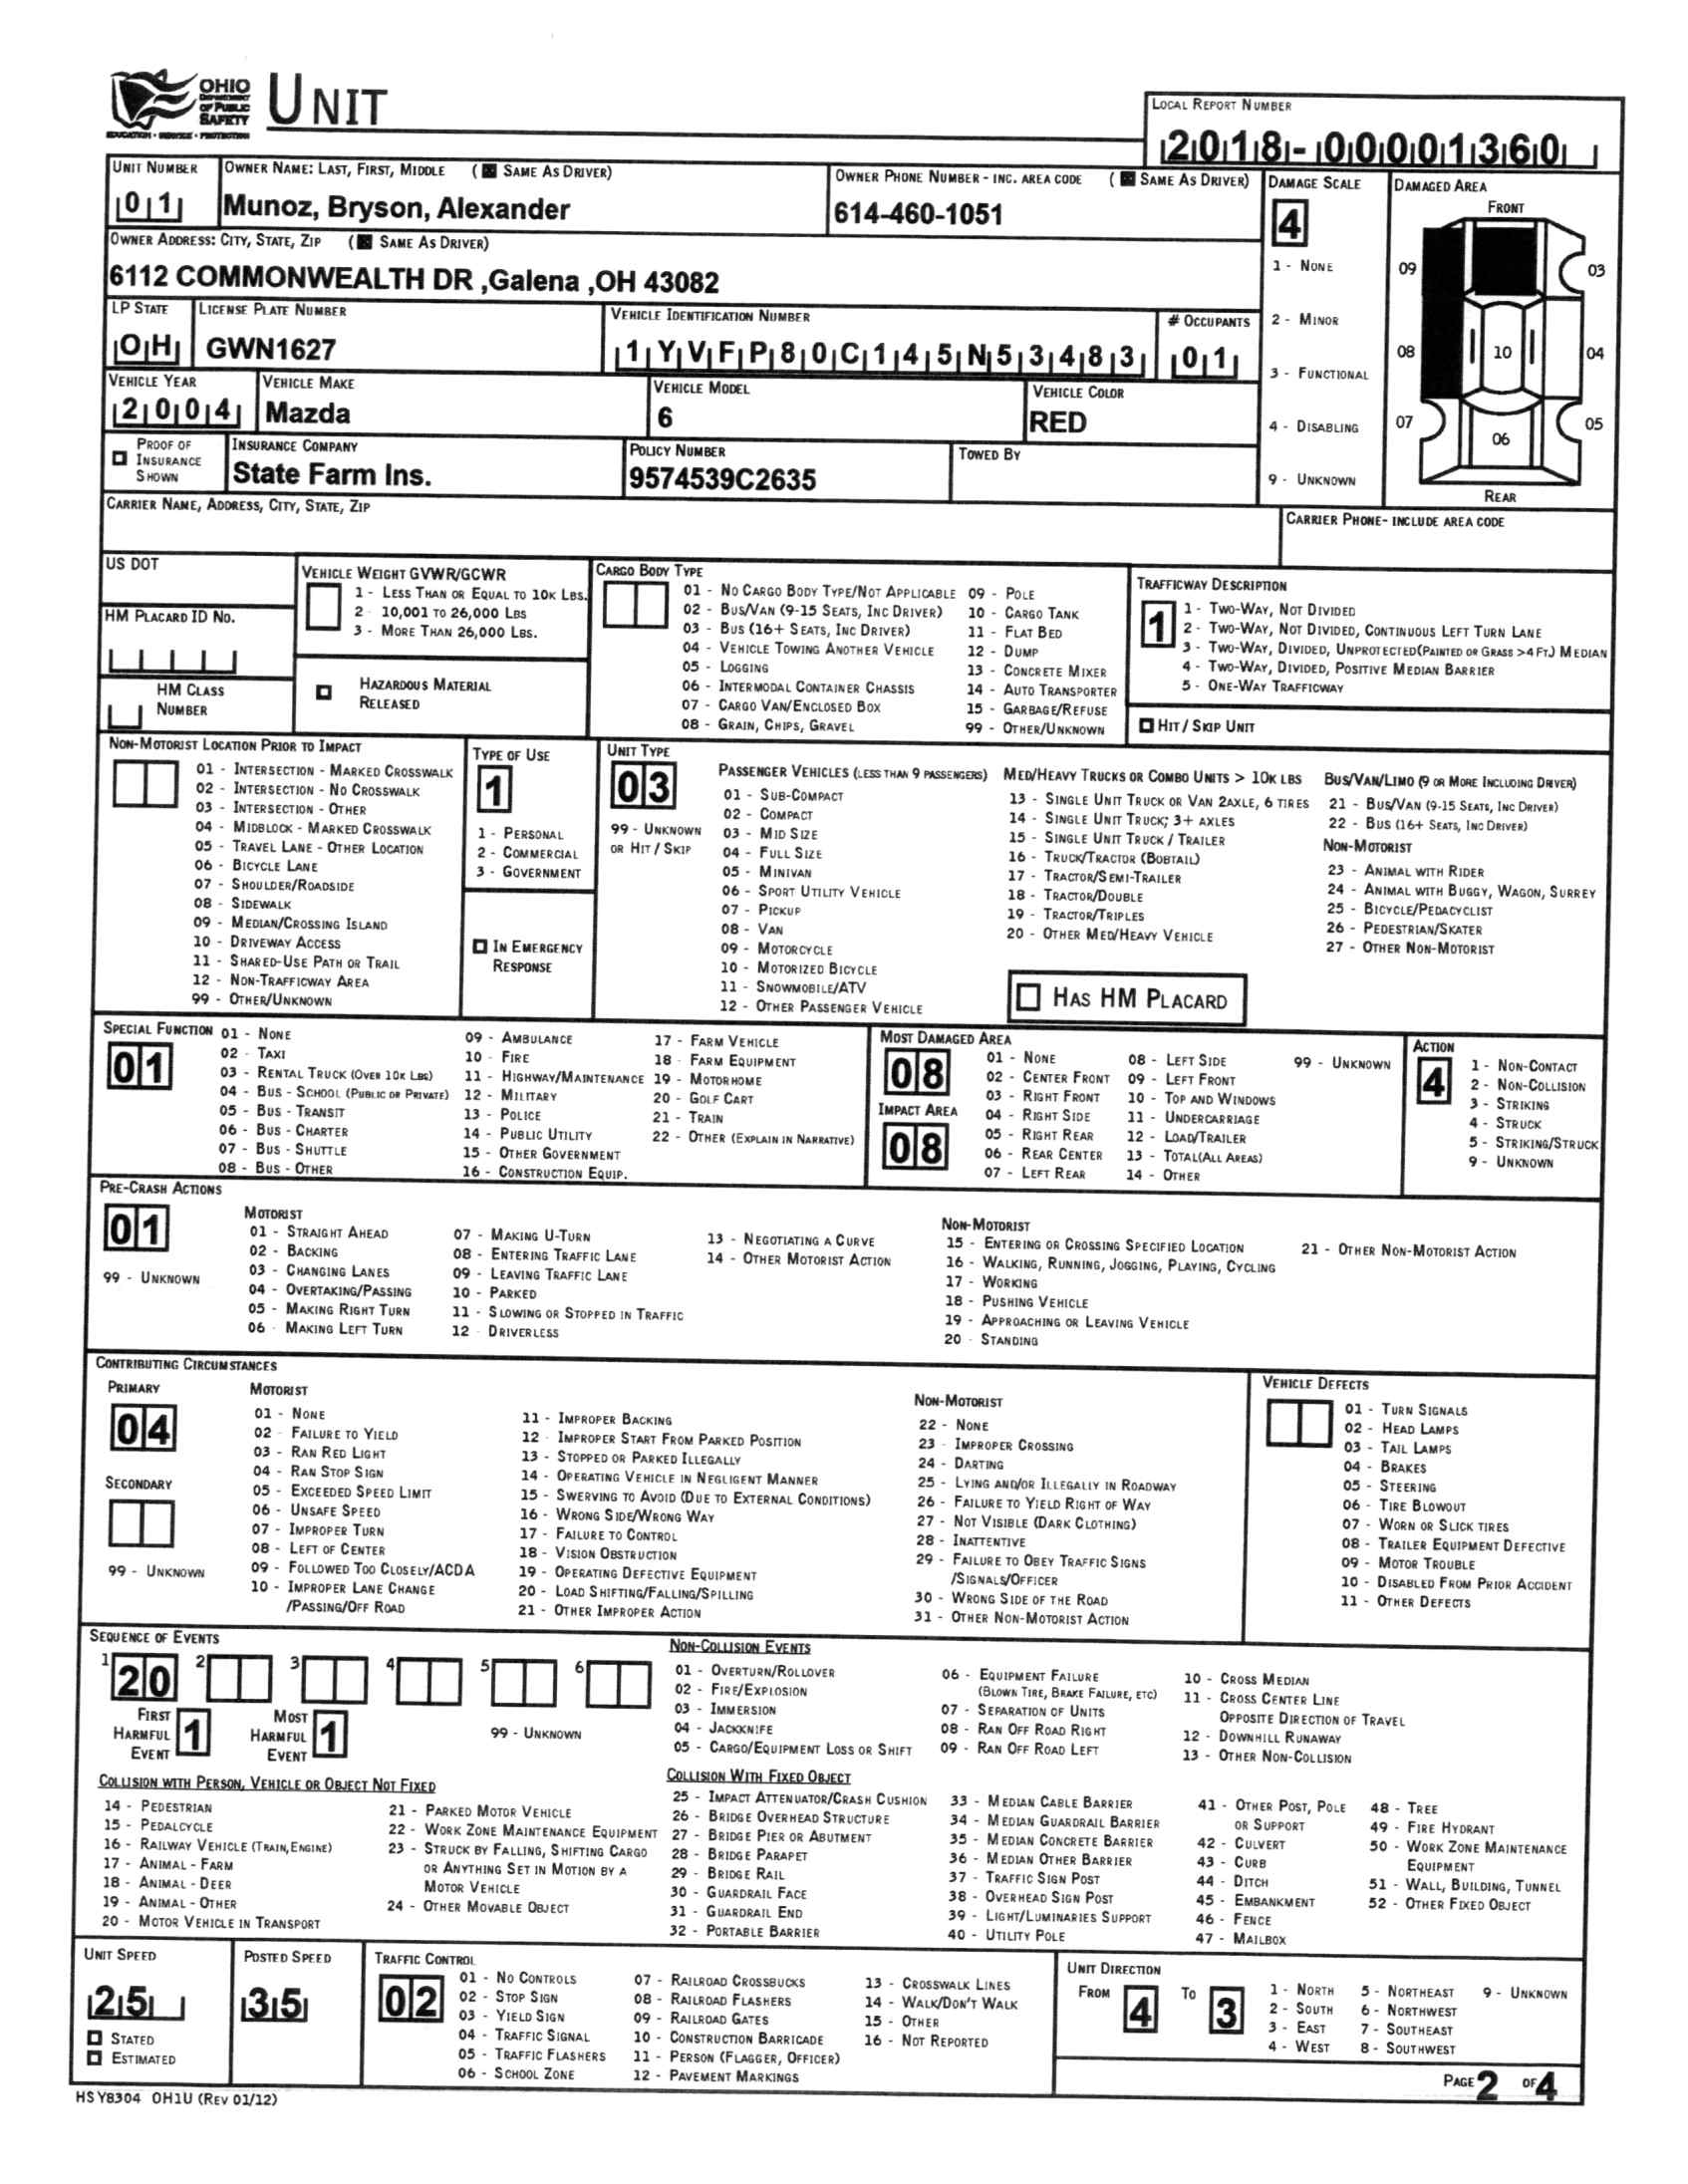 OHIO
DEPARTMENT
OF PUBLIC
SAFETY
EDUCATION • SERVICE • PROTECTION
UNIT
LOCAL REPORT NUMBER
2018-00001360
UNIT NUMBER
01
OWNER NAME: LAST, FIRST, MIDDLE ( SAME AS DRIVER)
Munoz, Bryson, Alexander
OWNER PHONE NUMBER - INC. AREA CODE ( SAME AS DRIVER)
614-460-1051
DAMAGE SCALE
4
1 - NONE
2 - MINOR
3 - FUNCTIONAL
4 - DISABLING
9 - UNKNOWN
DAMAGED AREA
FRONT
09
03
08
10
04
07
06
05
REAR
OWNER ADDRESS: CITY, STATE, ZIP ( SAME AS DRIVER)
6112 COMMONWEALTH DR ,Galena ,OH 43082
LP STATE
OH
LICENSE PLATE NUMBER
GWN1627
VEHICLE IDENTIFICATION NUMBER
1YVFP80C145N53483
# OCCUPANTS
01
VEHICLE YEAR
2004
VEHICLE MAKE
Mazda
VEHICLE MODEL
6
VEHICLE COLOR
RED
PROOF OF
INSURANCE
SHOWN
INSURANCE COMPANY
State Farm Ins.
POLICY NUMBER
9574539C2635
TOWED BY
CARRIER NAME, ADDRESS, CITY, STATE, ZIP
CARRIER PHONE- INCLUDE AREA CODE
US DOT
HM PLACARD ID NO.
HM CLASS
NUMBER
VEHICLE WEIGHT GVWR/GCWR
1 - LESS THAN OR EQUAL TO 10K LBS.
2 10,001 TO 26,000 LBS
3 - MORE THAN 26,000 LBS.
HAZARDOUS MATERIAL
RELEASED
CARGO BODY TYPE
01 - NO CARGO BODY TYPE/NOT APPLICABLE
02 - BUS/VAN (9-15 SEATS, INC DRIVER)
03 - BUS (16+ SEATS, INC DRIVER)
04 - VEHICLE TOWING ANOTHER VEHICLE
05 - LOGGING
06 - INTERMODAL CONTAINER CHASSIS
07 - CARGO VAN/ENCLOSED BOX
08 - GRAIN, CHIPS, GRAVEL
09 - POLE
10 - CARGO TANK
11 - FLAT BED
12 - DUMP
13 - CONCRETE MIXER
14 - AUTO TRANSPORTER
15 - GARBAGE/REFUSE
99 - OTHER/UNKNOWN
TRAFFICWAY DESCRIPTION
1
1 - TWO-WAY, NOT DIVIDED
2 - TWO-WAY, NOT DIVIDED, CONTINUOUS LEFT TURN LANE
3 - TWO-WAY, DIVIDED, UNPROTECTED(PAINTED OR GRASS >4 FT.) MEDIAN
4 - TWO-WAY, DIVIDED, POSITIVE MEDIAN BARRIER
5 - ONE-WAY TRAFFICWAY
HIT / SKIP UNIT
NON-MOTORIST LOCATION PRIOR TO IMPACT
01 - INTERSECTION - MARKED CROSSWALK
02 - INTERSECTION - NO CROSSWALK
03 - INTERSECTION - OTHER
04 - MIDBLOCK - MARKED CROSSWALK
05 - TRAVEL LANE - OTHER LOCATION
06 - BICYCLE LANE
07 - SHOULDER/ROADSIDE
08 - SIDEWALK
09 - MEDIAN/CROSSING ISLAND
10 - DRIVEWAY ACCESS
11 - SHARED-USE PATH OR TRAIL
12 - NON-TRAFFICWAY AREA
99 - OTHER/UNKNOWN
TYPE OF USE
1
1 - PERSONAL
2 - COMMERCIAL
3 - GOVERNMENT
IN EMERGENCY
RESPONSE
UNIT TYPE
03
99 - UNKNOWN
OR HIT / SKIP
PASSENGER VEHICLES (LESS THAN 9 PASSENGERS)
01 - SUB-COMPACT
02 - COMPACT
03 - MID SIZE
04 - FULL SIZE
05 - MINIVAN
06 - SPORT UTILITY VEHICLE
07 - PICKUP
08 - VAN
09 - MOTORCYCLE
10 - MOTORIZED BICYCLE
11 - SNOWMOBILE/ATV
12 - OTHER PASSENGER VEHICLE
MED/HEAVY TRUCKS OR COMBO UNITS > 10K LBS
13 - SINGLE UNIT TRUCK OR VAN 2AXLE, 6 TIRES
14 - SINGLE UNIT TRUCK; 3+ AXLES
15 - SINGLE UNIT TRUCK / TRAILER
16 - TRUCK/TRACTOR (BOBTAIL)
17 - TRACTOR/SEMI-TRAILER
18 - TRACTOR/DOUBLE
19 - TRACTOR/TRIPLES
20 - OTHER MED/HEAVY VEHICLE
HAS HM PLACARD
BUS/VAN/LIMO (9 OR MORE INCLUDING DRIVER)
21 - BUS/VAN (9-15 SEATS, INC DRIVER)
22 - BUS (16+ SEATS, INC DRIVER)
NON-MOTORIST
23 - ANIMAL WITH RIDER
24 - ANIMAL WITH BUGGY, WAGON, SURREY
25 - BICYCLE/PEDACYCLIST
26 - PEDESTRIAN/SKATER
27 - OTHER NON-MOTORIST
SPECIAL FUNCTION
01
01 - NONE
02 - TAXI
03 - RENTAL TRUCK (OVER 10K LBS)
04 - BUS - SCHOOL (PUBLIC OR PRIVATE)
05 - BUS - TRANSIT
06 - BUS - CHARTER
07 - BUS - SHUTTLE
08 - BUS - OTHER
09 - AMBULANCE
10 - FIRE
11 - HIGHWAY/MAINTENANCE
12 - MILITARY
13 - POLICE
14 - PUBLIC UTILITY
15 - OTHER GOVERNMENT
16 - CONSTRUCTION EQUIP.
17 - FARM VEHICLE
18 FARM EQUIPMENT
19 - MOTORHOME
20 - GOLF CART
21 - TRAIN
22 - OTHER (EXPLAIN IN NARRATIVE)
MOST DAMAGED AREA
08
IMPACT AREA
08
01 - NONE
02 - CENTER FRONT
03 - RIGHT FRONT
04 - RIGHT SIDE
05 - RIGHT REAR
06 - REAR CENTER
07 - LEFT REAR
08 - LEFT SIDE
09 - LEFT FRONT
10 - TOP AND WINDOWS
11 - UNDERCARRIAGE
12 - LOAD/TRAILER
13 - TOTAL(ALL AREAS)
14 - OTHER
99 - UNKNOWN
ACTION
4
1 - NON-CONTACT
2 - NON-COLLISION
3 - STRIKING
4 - STRUCK
5 - STRIKING/STRUCK
9 - UNKNOWN
PRE-CRASH ACTIONS
01
99 - UNKNOWN
MOTORIST
01 - STRAIGHT AHEAD
02 - BACKING
03 - CHANGING LANES
04 - OVERTAKING/PASSING
05 - MAKING RIGHT TURN
06 MAKING LEFT TURN
07 - MAKING U-TURN
08 - ENTERING TRAFFIC LANE
09 - LEAVING TRAFFIC LANE
10 - PARKED
11 - SLOWING OR STOPPED IN TRAFFIC
12 DRIVERLESS
13 - NEGOTIATING A CURVE
14 - OTHER MOTORIST ACTION
NON-MOTORIST
15 - ENTERING OR CROSSING SPECIFIED LOCATION
16 - WALKING, RUNNING, JOGGING, PLAYING, CYCLING
17 - WORKING
18 - PUSHING VEHICLE
19 - APPROACHING OR LEAVING VEHICLE
20 - STANDING
21 - OTHER NON-MOTORIST ACTION
CONTRIBUTING CIRCUMSTANCES
PRIMARY
04
SECONDARY
99 - UNKNOWN
MOTORIST
01 - NONE
02 FAILURE TO YIELD
03 - RAN RED LIGHT
04 - RAN STOP SIGN
05 - EXCEEDED SPEED LIMIT
06 - UNSAFE SPEED
07 - IMPROPER TURN
08 - LEFT OF CENTER
09 - FOLLOWED TOO CLOSELY/ACDA
10 - IMPROPER LANE CHANGE
/PASSING/OFF ROAD
11 - IMPROPER BACKING
12 IMPROPER START FROM PARKED POSITION
13 - STOPPED OR PARKED ILLEGALLY
14 - OPERATING VEHICLE IN NEGLIGENT MANNER
15 - SWERVING TO AVOID (DUE TO EXTERNAL CONDITIONS)
16 - WRONG SIDE/WRONG WAY
17 - FAILURE TO CONTROL
18 - VISION OBSTRUCTION
19 - OPERATING DEFECTIVE EQUIPMENT
20 - LOAD SHIFTING/FALLING/SPILLING
21 - OTHER IMPROPER ACTION
NON-MOTORIST
22 - NONE
23 IMPROPER CROSSING
24 - DARTING
25 - LYING AND/OR ILLEGALLY IN ROADWAY
26 - FAILURE TO YIELD RIGHT OF WAY
27 - NOT VISIBLE (DARK CLOTHING)
28 - INATTENTIVE
29 - FAILURE TO OBEY TRAFFIC SIGNS
/SIGNALS/OFFICER
30 - WRONG SIDE OF THE ROAD
31 - OTHER NON-MOTORIST ACTION
VEHICLE DEFECTS
01 - TURN SIGNALS
02 - HEAD LAMPS
03 - TAIL LAMPS
04 - BRAKES
05 - STEERING
06 - TIRE BLOWOUT
07 - WORN OR SLICK TIRES
08 - TRAILER EQUIPMENT DEFECTIVE
09 - MOTOR TROUBLE
10 - DISABLED FROM PRIOR ACCIDENT
11 - OTHER DEFECTS
SEQUENCE OF EVENTS
1 20 2 3 4 5 6
FIRST
HARMFUL
EVENT 1
MOST
HARMFUL
EVENT 1
99 - UNKNOWN
NON-COLLISION EVENTS
01 - OVERTURN/ROLLOVER
02 - FIRE/EXPLOSION
03 - IMMERSION
04 - JACKKNIFE
05 - CARGO/EQUIPMENT LOSS OR SHIFT
06 - EQUIPMENT FAILURE
(BLOWN TIRE, BRAKE FAILURE, ETC)
07 - SEPARATION OF UNITS
08 - RAN OFF ROAD RIGHT
09 - RAN OFF ROAD LEFT
10 - CROSS MEDIAN
11 - CROSS CENTER LINE
OPPOSITE DIRECTION OF TRAVEL
12 - DOWNHILL RUNAWAY
13 - OTHER NON-COLLISION
COLLISION WITH PERSON, VEHICLE OR OBJECT NOT FIXED
14 - PEDESTRIAN
15 - PEDALCYCLE
16 - RAILWAY VEHICLE (TRAIN,ENGINE)
17 - ANIMAL - FARM
18 - ANIMAL - DEER
19 - ANIMAL - OTHER
20 - MOTOR VEHICLE IN TRANSPORT
21 - PARKED MOTOR VEHICLE
22 - WORK ZONE MAINTENANCE EQUIPMENT
23 - STRUCK BY FALLING, SHIFTING CARGO
OR ANYTHING SET IN MOTION BY A
MOTOR VEHICLE
24 - OTHER MOVABLE OBJECT
COLLISION WITH FIXED OBJECT
25 - IMPACT ATTENUATOR/CRASH CUSHION
26 - BRIDGE OVERHEAD STRUCTURE
27 - BRIDGE PIER OR ABUTMENT
28 - BRIDGE PARAPET
29 - BRIDGE RAIL
30 - GUARDRAIL FACE
31 - GUARDRAIL END
32 - PORTABLE BARRIER
33 - MEDIAN CABLE BARRIER
34 - MEDIAN GUARDRAIL BARRIER
35 - MEDIAN CONCRETE BARRIER
36 - MEDIAN OTHER BARRIER
37 - TRAFFIC SIGN POST
38 - OVERHEAD SIGN POST
39 - LIGHT/LUMINARIES SUPPORT
40 - UTILITY POLE
41 - OTHER POST, POLE
OR SUPPORT
42 - CULVERT
43 - CURB
44 - DITCH
45 - EMBANKMENT
46 - FENCE
47 - MAILBOX
48 - TREE
49 - FIRE HYDRANT
50 - WORK ZONE MAINTENANCE
EQUIPMENT
51 - WALL, BUILDING, TUNNEL
52 - OTHER FIXED OBJECT
UNIT SPEED
25
STATED
ESTIMATED
POSTED SPEED
35
TRAFFIC CONTROL
02
01 - NO CONTROLS
02 - STOP SIGN
03 - YIELD SIGN
04 - TRAFFIC SIGNAL
05 - TRAFFIC FLASHERS
06 - SCHOOL ZONE
07 - RAILROAD CROSSBUCKS
08 - RAILROAD FLASHERS
09 - RAILROAD GATES
10 - CONSTRUCTION BARRICADE
11 - PERSON (FLAGGER, OFFICER)
12 - PAVEMENT MARKINGS
13 - CROSSWALK LINES
14 - WALK/DON'T WALK
15 - OTHER
16 - NOT REPORTED
UNIT DIRECTION
FROM 4 TO 3
1 - NORTH
2 - SOUTH
3 - EAST
4 - WEST
5 - NORTHEAST
6 - NORTHWEST
7 - SOUTHEAST
8 - SOUTHWEST
9 - UNKNOWN
HSY8304 OH1U (REV 01/12)
PAGE 2 OF 4